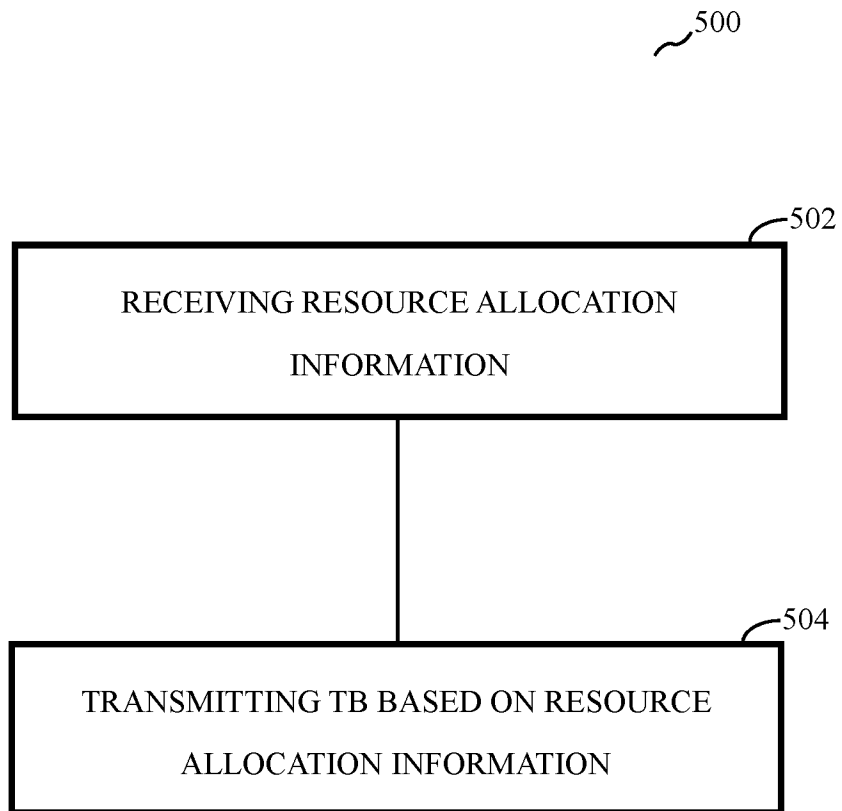 500
502
RECEIVING RESOURCE ALLOCATION
INFORMATION
504
TRANSMITTING TB BASED ON RESOURCE
ALLOCATION INFORMATION